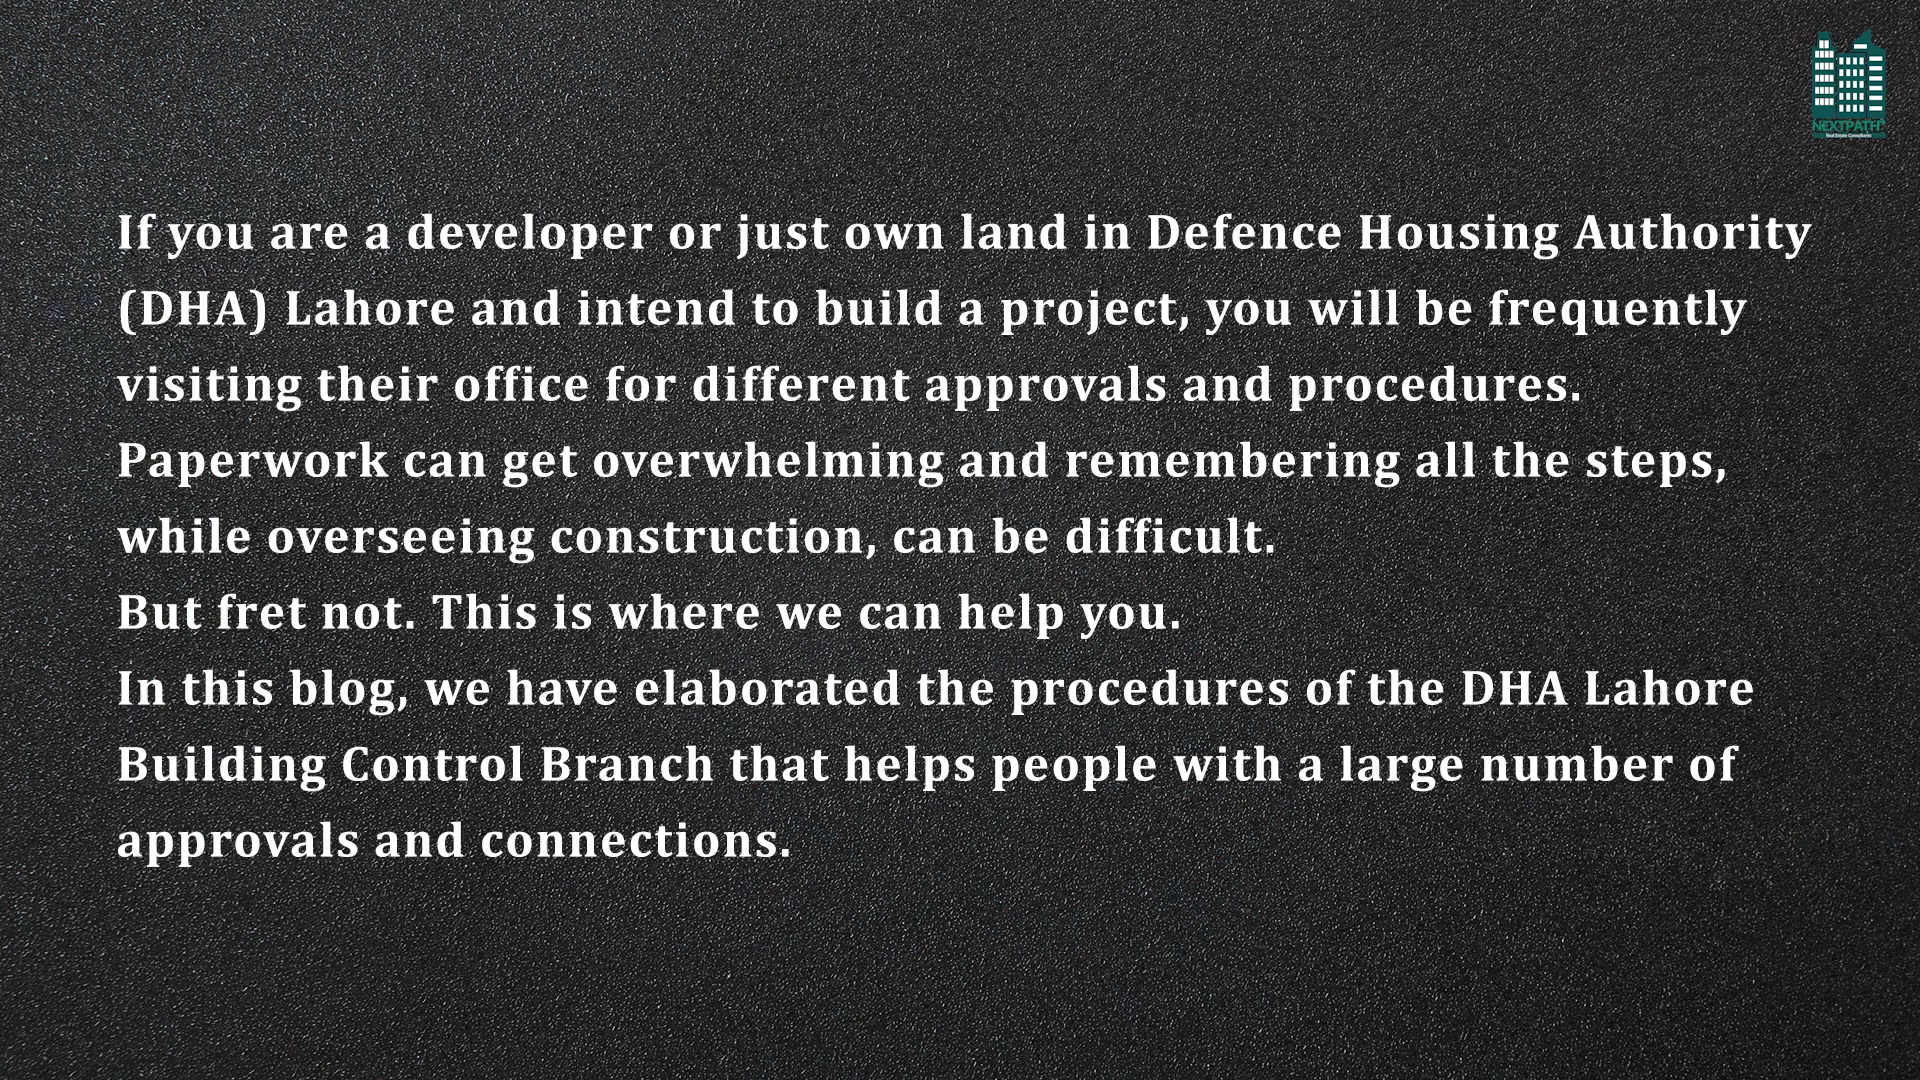 NEXTPATH
Real Estate Consultants
If you are a developer or just own land in Defence Housing Authority
(DHA) Lahore and intend to build a project, you will be frequently
visiting their office for different approvals and procedures.
Paperwork can get overwhelming and remembering all the steps,
while overseeing construction, can be difficult.
But fret not. This is where we can help you.
In this blog, we have elaborated the procedures of the DHA Lahore
Building Control Branch that helps people with a large number of
approvals and connections.